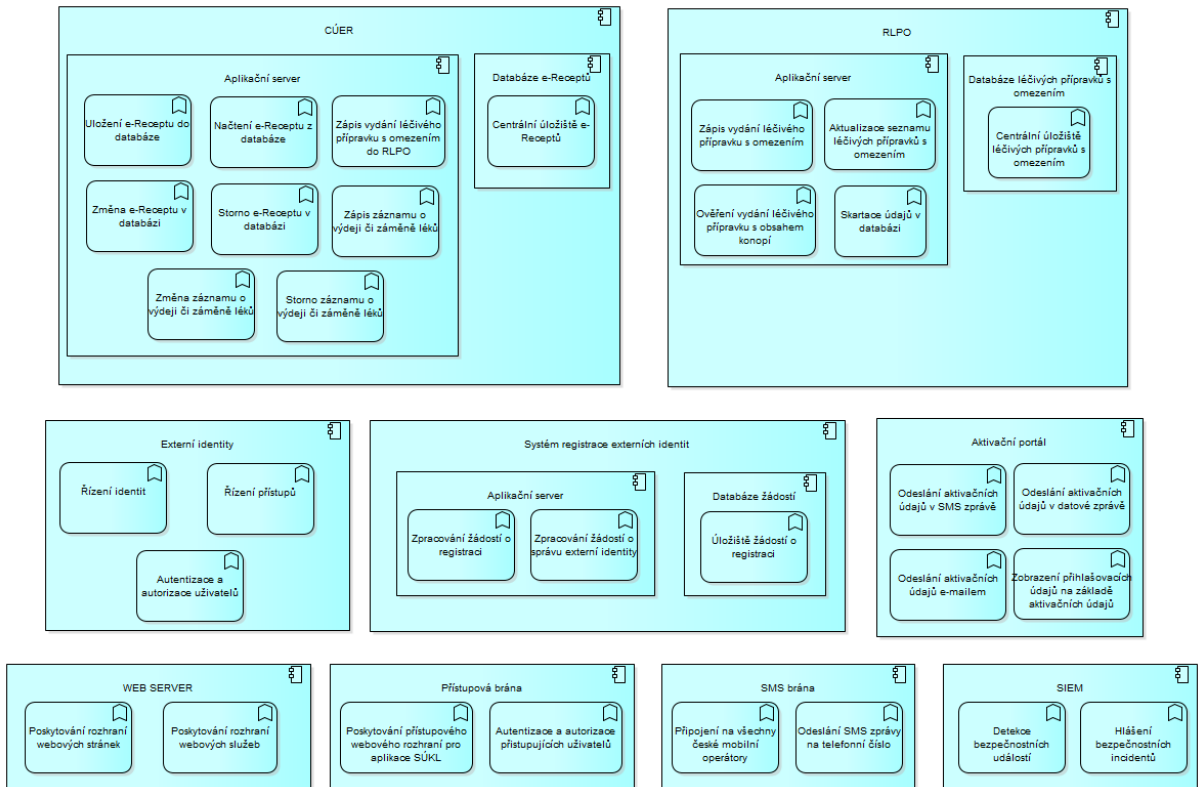 CÚER
Aplikační server
Uložení e-Receptu do
databáze
Načtení e-Receptu z
databáze
Zápis vydání léčivého
přípravku s omezením
do RLPO
Změna e-Receptu v
databázi
Storno e-Receptu v
databázi
Zápis záznamu o
výdeji či záměně léků
Změna záznamu o
výdeji či záměně léků
Storno záznamu o
výdeji či záměně léků
Databáze e-Receptů
Centrální úložiště e-
Receptů
RLPO
Aplikační server
Zápis vydání léčivého
přípravku s omezením
Aktualizace seznamu
léčivých přípravků s
omezením
Ověření vydání léčivého
přípravku s obsahem
konopí
Skartace údajů v
databázi
Databáze léčivých přípravků s
omezením
Centrální úložiště
léčivých přípravků s
omezením
Externí identity
Řízení identit
Řízení přístupů
Autentizace a
autorizace uživatelů
Systém registrace externích identit
Aplikační server
Zpracování žádostí o
registraci
Zpracování žádostí o
správu externí identity
Databáze žádostí
Úložiště žádostí o
registraci
Aktivační portál
Odeslání aktivačních
údajů v SMS zprávě
Odeslání aktivačních
údajů v datové zprávě
Odeslání aktivačních
údajů e-mailem
Zobrazení přihlašovacích
údajů na základě
aktivačních údajů
WEB SERVER
Poskytování rozhraní
webových stránek
Poskytování rozhraní
webových služeb
Přístupová brána
Poskytování přístupového
webového rozhraní pro
aplikace SÚKL
Autentizace a autorizace
přistupujících uživatelů
SMS brána
Připojení na všechny
české mobilní
operátory
Odeslání SMS zprávy
na telefonní číslo
SIEM
Detekce
bezpečnostních
událostí
Hlášení
bezpečnostních
incidentů